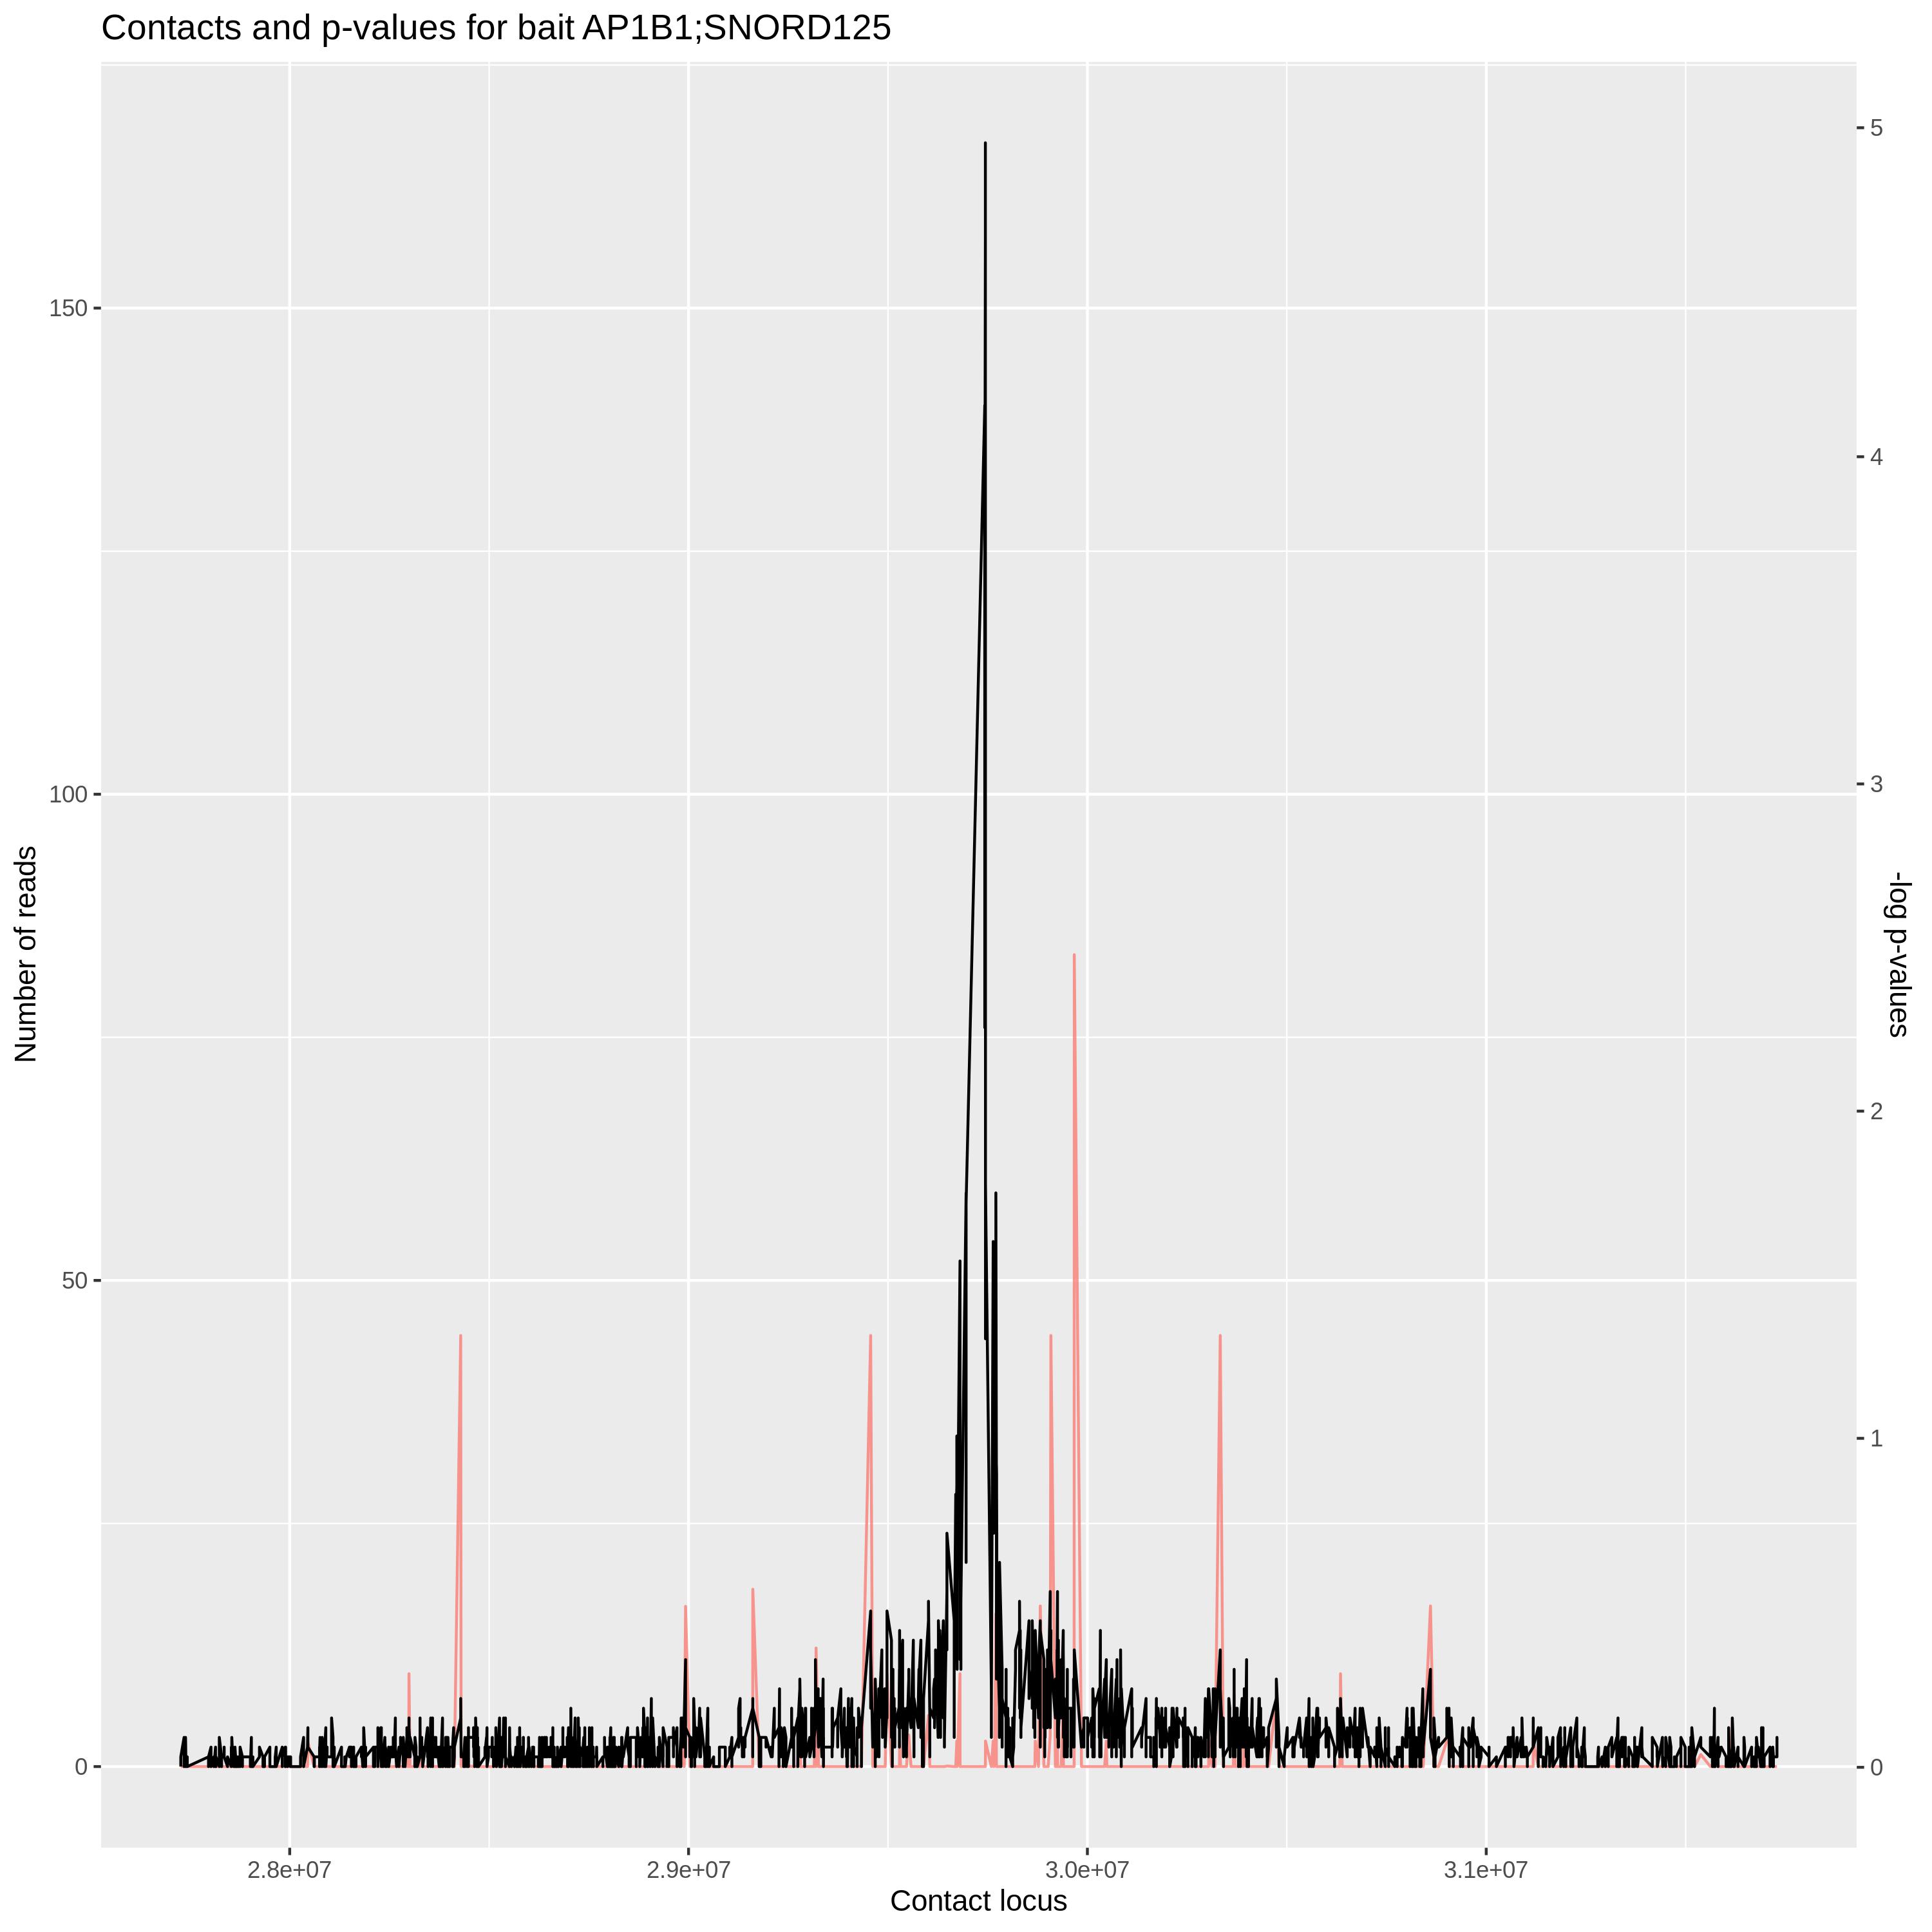 Contacts and p-values for bait AP1B1;SNORD125
5
150
4
100
3
Number of reads
-log p-values
2
50
1
0
0
2.8e+07
2.9e+07
3.0e+07
3.1e+07
Contact locus